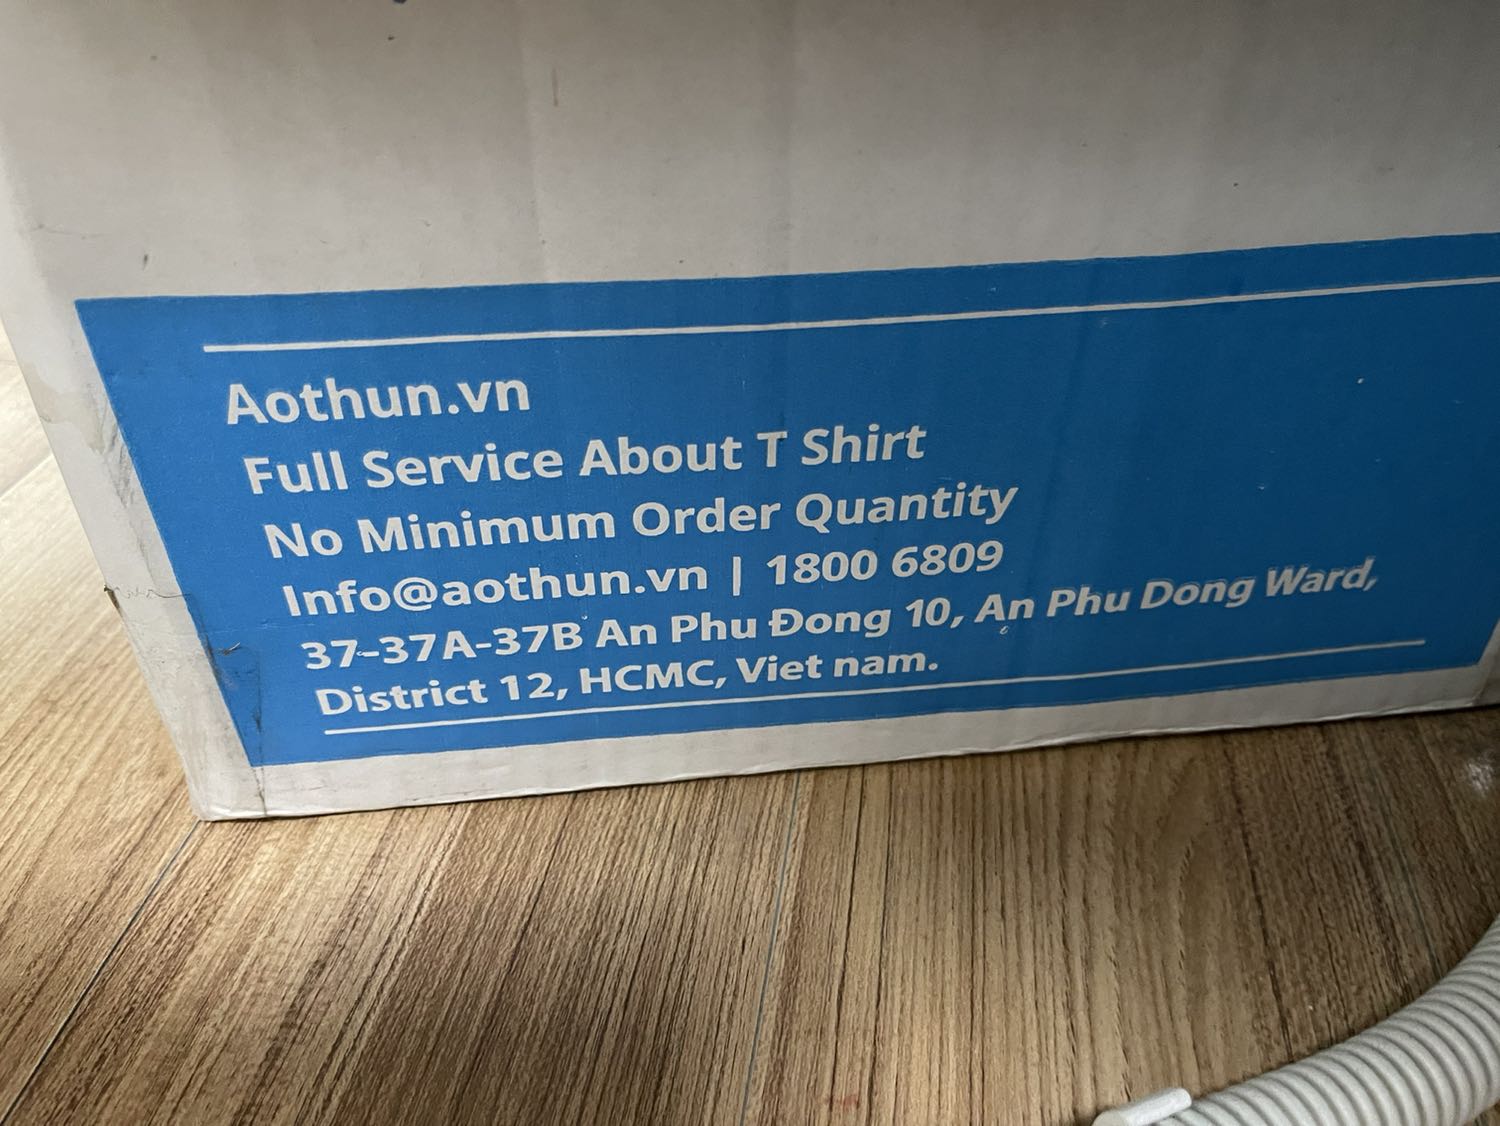 Aothun.vn
Full Service About T Shirt
No Minimum Order Quantity
Info@aothun.vn | 1800 6809
37-37A-37B An Phu Đong 10, An Phu Dong Ward,
District 12, HCMC, Viet nam.